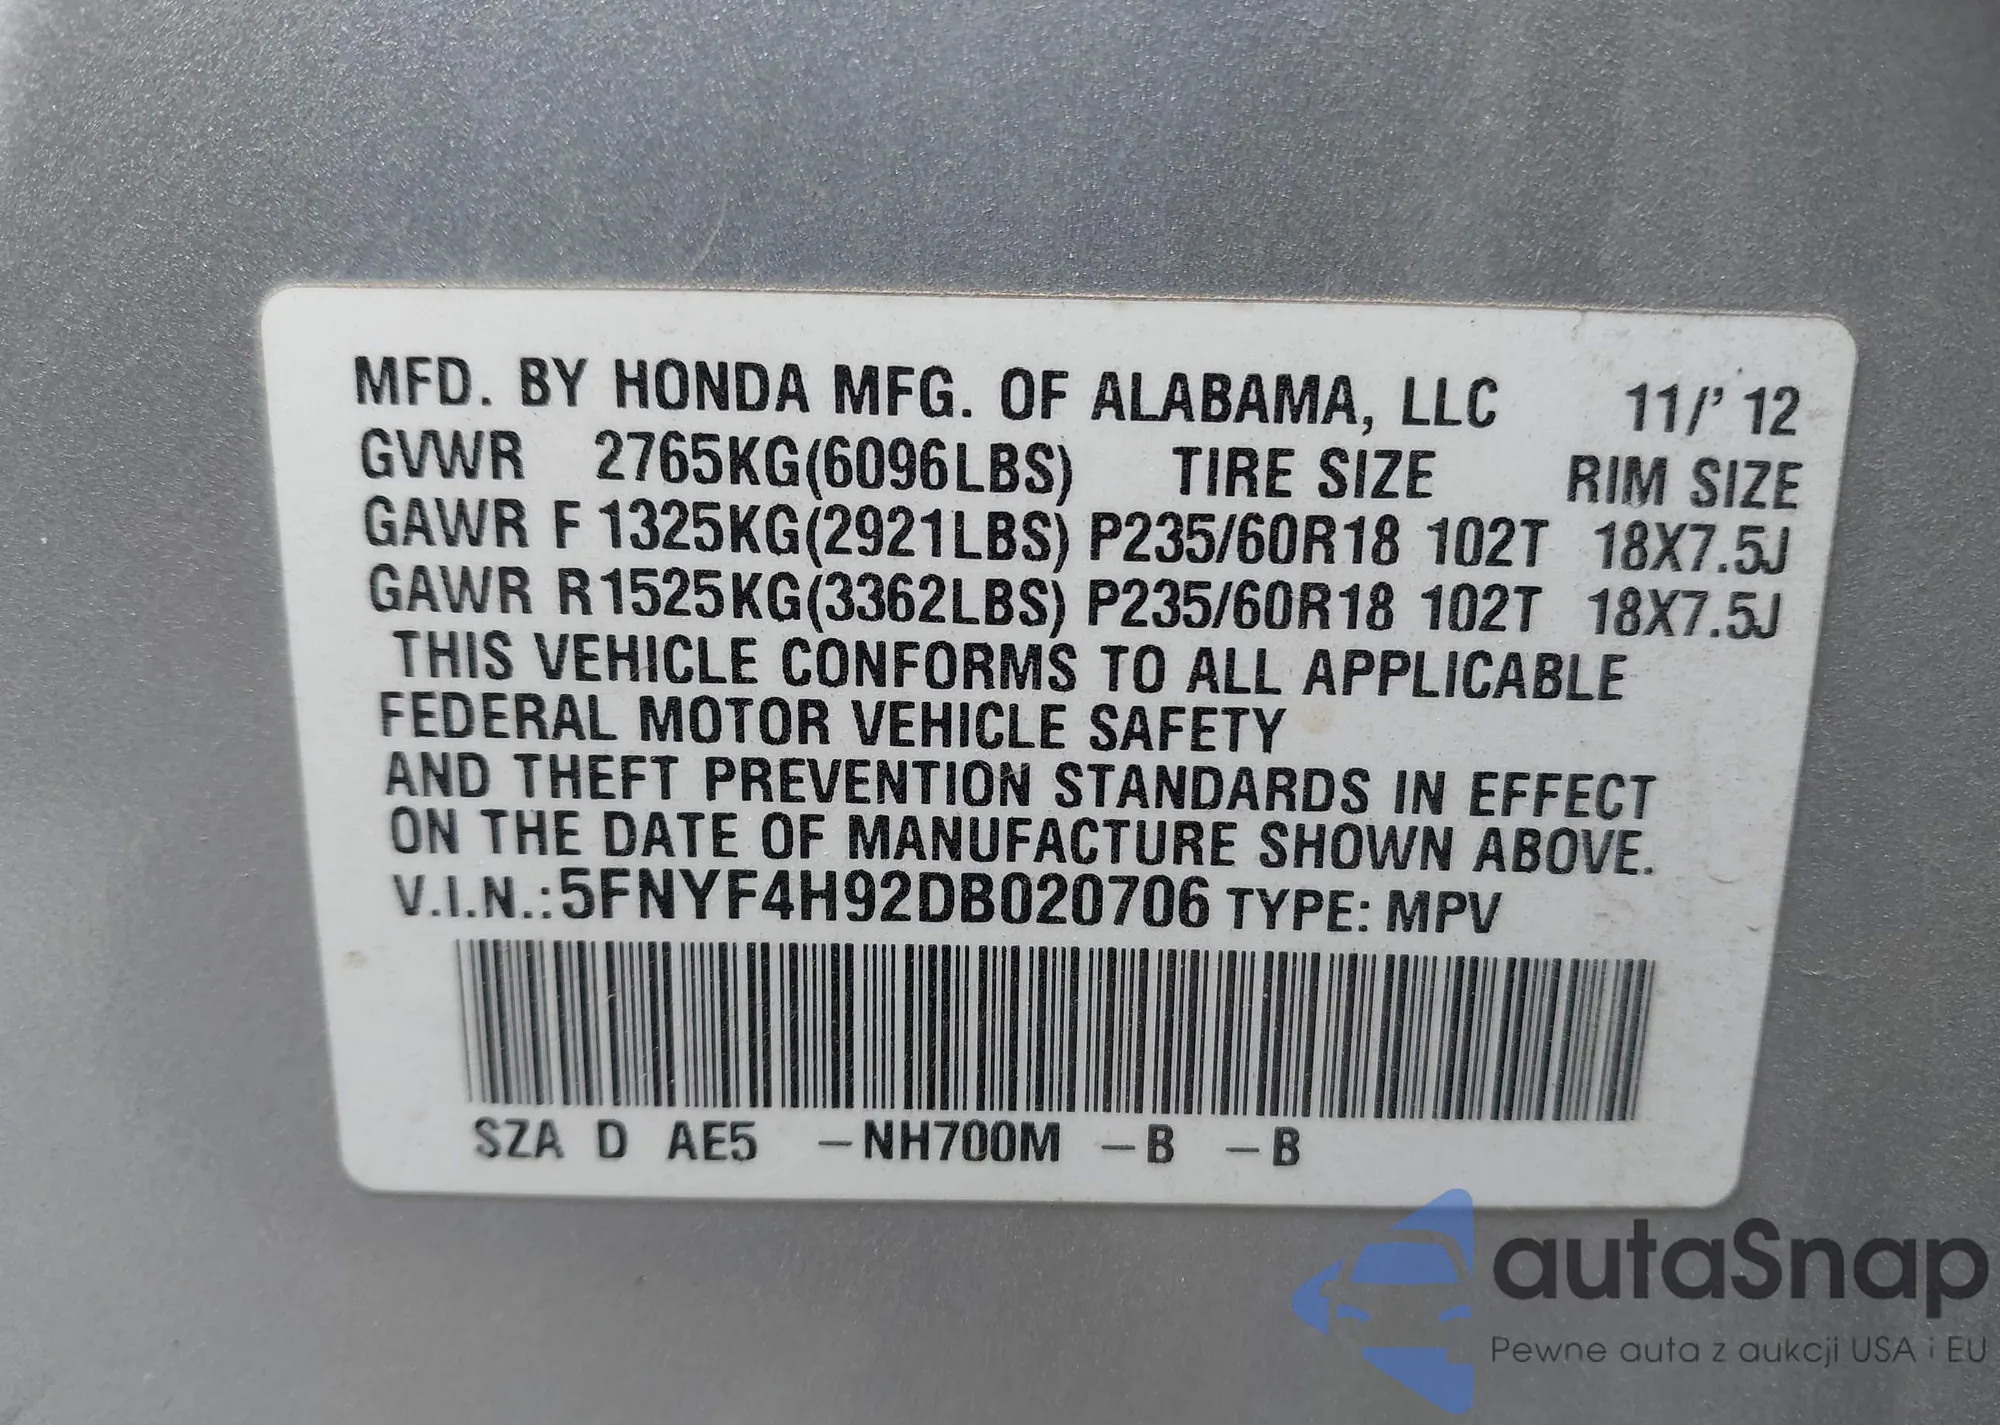 MFD. BY HONDA MFG. OF ALABAMA, LLC 11/'12
GVWR 2765KG(6096LBS) TIRE SIZE RIM SIZE
GAWR F 1325KG(2921LBS) P235/60R18 102T 18X7.5J
GAWR R 1525KG(3362LBS) P235/60R18 102T 18X7.5J
THIS VEHICLE CONFORMS TO ALL APPLICABLE
FEDERAL MOTOR VEHICLE SAFETY
AND THEFT PREVENTION STANDARDS IN EFFECT
ON THE DATE OF MANUFACTURE SHOWN ABOVE.
V.I.N.:5FNYF4H92DB020706 TYPE: MPV
SZA D AE5 –NH700M –B –B
autaSnap
Pewne auta z aukcji USA i EU